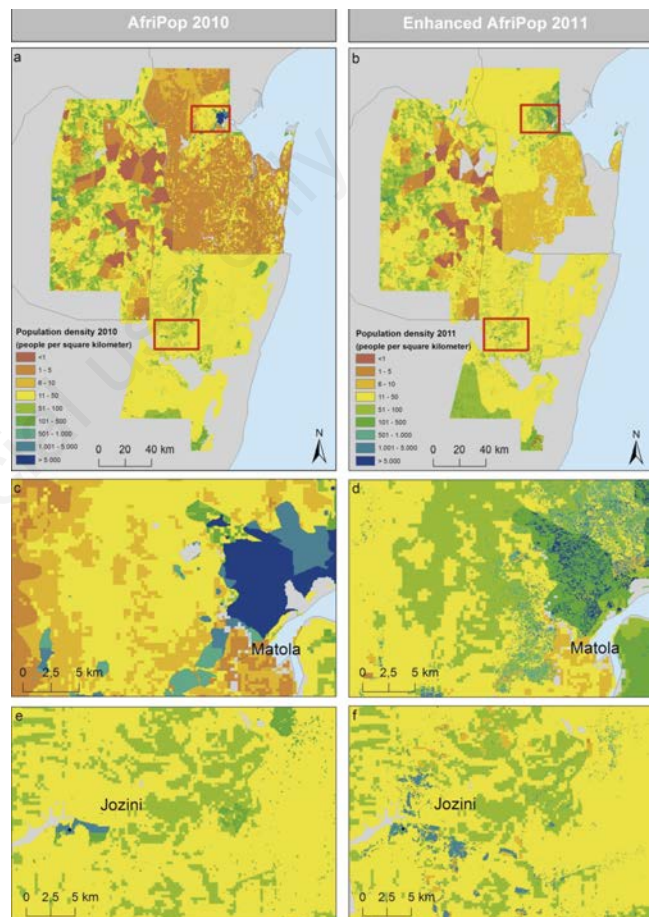 AfriPop 2010
Enhanced AfriPop 2011
a
Population density 2010
(people per square kilometer)
<1
1 - 5
6 - 10
11 - 50
51 - 100
101 - 500
501 - 1.000
1.001 - 5.000
> 5.000
0 20 40 km
N
b
Population density 2011
(people per square kilometer)
<1
1 - 5
6 - 10
11 - 50
51 - 100
101 - 500
501 - 1.000
1.001 - 5.000
> 5.000
0 20 40 km
N
c
Matola
0 2,5 5 km
d
Matola
0 2,5 5 km
e
Jozini
0 2,5 5 km
f
Jozini
0 2,5 5 km